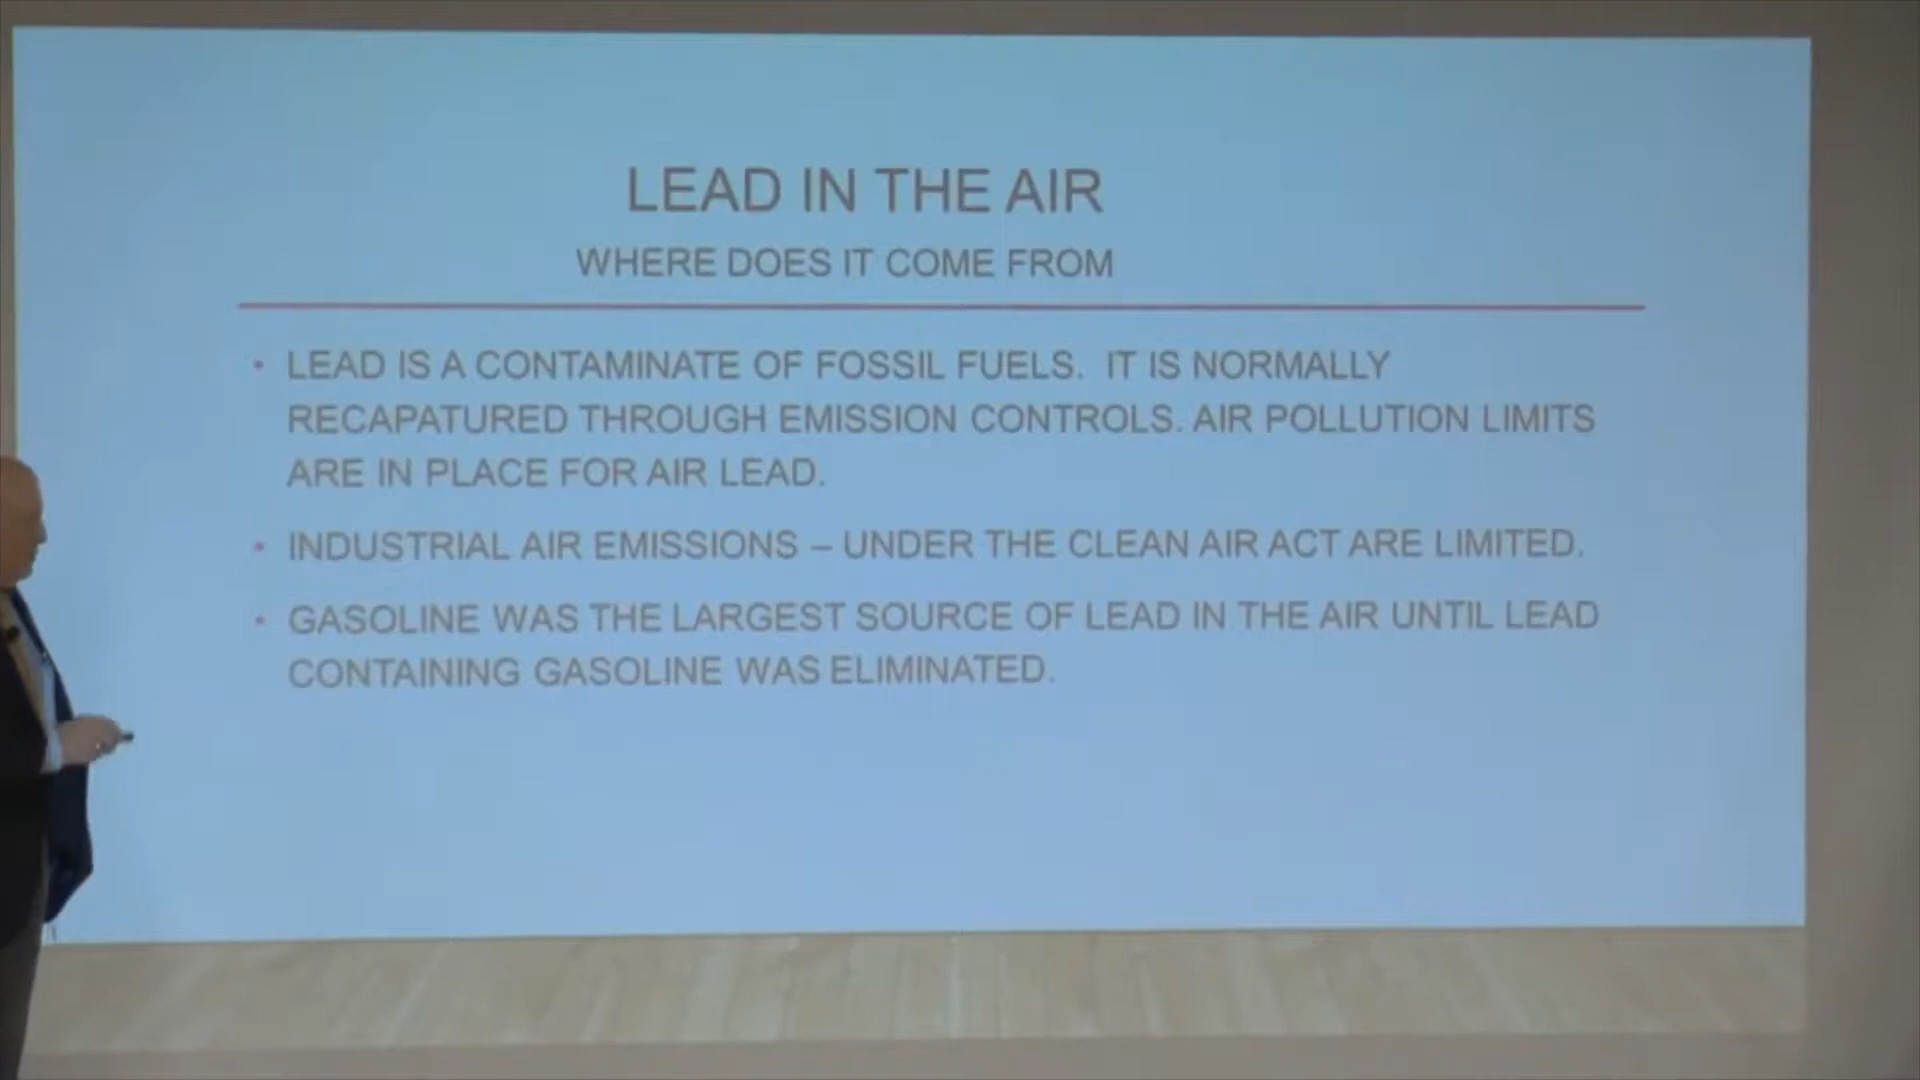 LEAD IN THE AIR
WHERE DOES IT COME FROM
• LEAD IS A CONTAMINATE OF FOSSIL FUELS. IT IS NORMALLY
RECAPATURED THROUGH EMISSION CONTROLS. AIR POLLUTION LIMITS
ARE IN PLACE FOR AIR LEAD.
• INDUSTRIAL AIR EMISSIONS – UNDER THE CLEAN AIR ACT ARE LIMITED.
• GASOLINE WAS THE LARGEST SOURCE OF LEAD IN THE AIR UNTIL LEAD
CONTAINING GASOLINE WAS ELIMINATED.